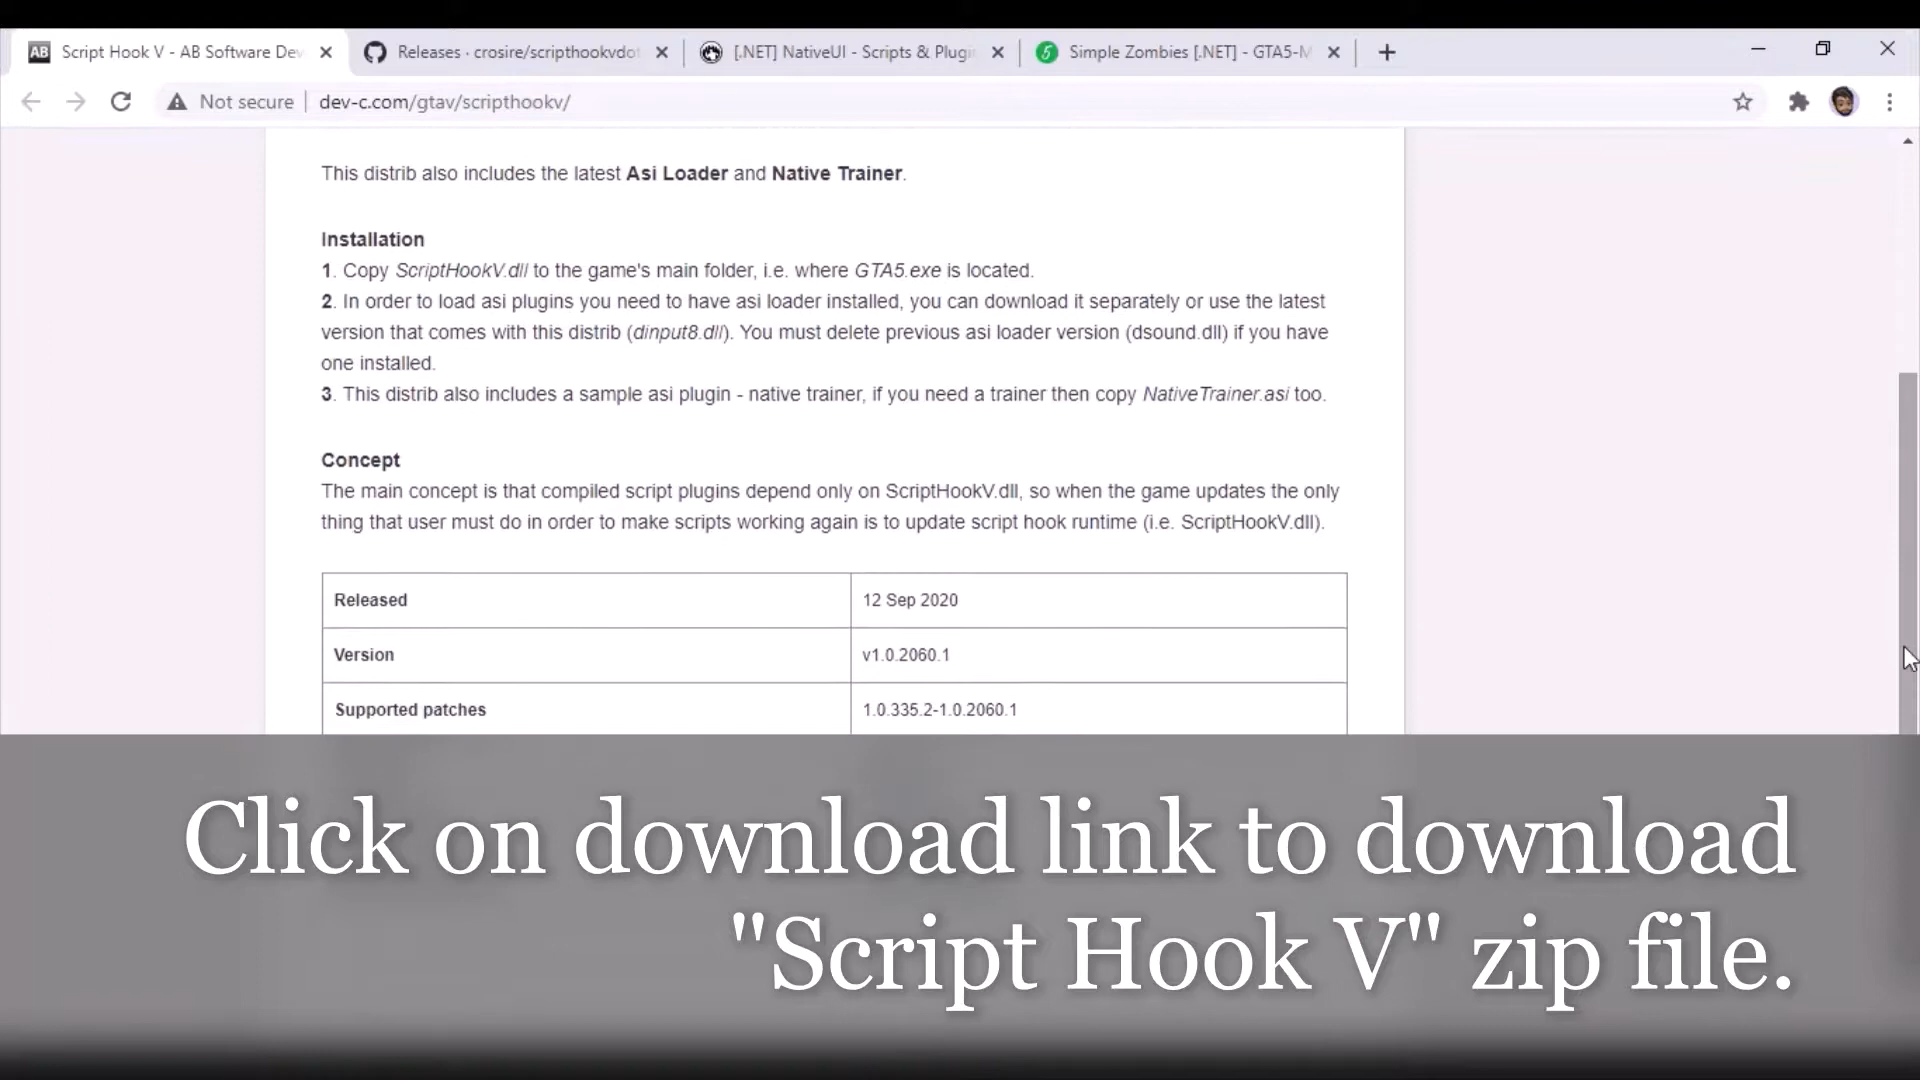 Script Hook V - AB Software Dev
Releases · crosire/scripthookvdot
[.NET] NativeUI - Scripts & Plugi
Simple Zombies [.NET] - GTA5-M
Not secure
dev-c.com/gtav/scripthookv/
This distrib also includes the latest Asi Loader and Native Trainer.
Installation
1. Copy ScriptHookV.dll to the game's main folder, i.e. where GTA5.exe is located.
2. In order to load asi plugins you need to have asi loader installed, you can download it separately or use the latest
version that comes with this distrib (dinput8.dll). You must delete previous asi loader version (dsound.dll) if you have
one installed.
3. This distrib also includes a sample asi plugin - native trainer, if you need a trainer then copy NativeTrainer.asi too.
Concept
The main concept is that compiled script plugins depend only on ScriptHookV.dll, so when the game updates the only
thing that user must do in order to make scripts working again is to update script hook runtime (i.e. ScriptHookV.dll).
Released 12 Sep 2020
Version v1.0.2060.1
Supported patches 1.0.335.2-1.0.2060.1
Click on download link to download
"Script Hook V" zip file.